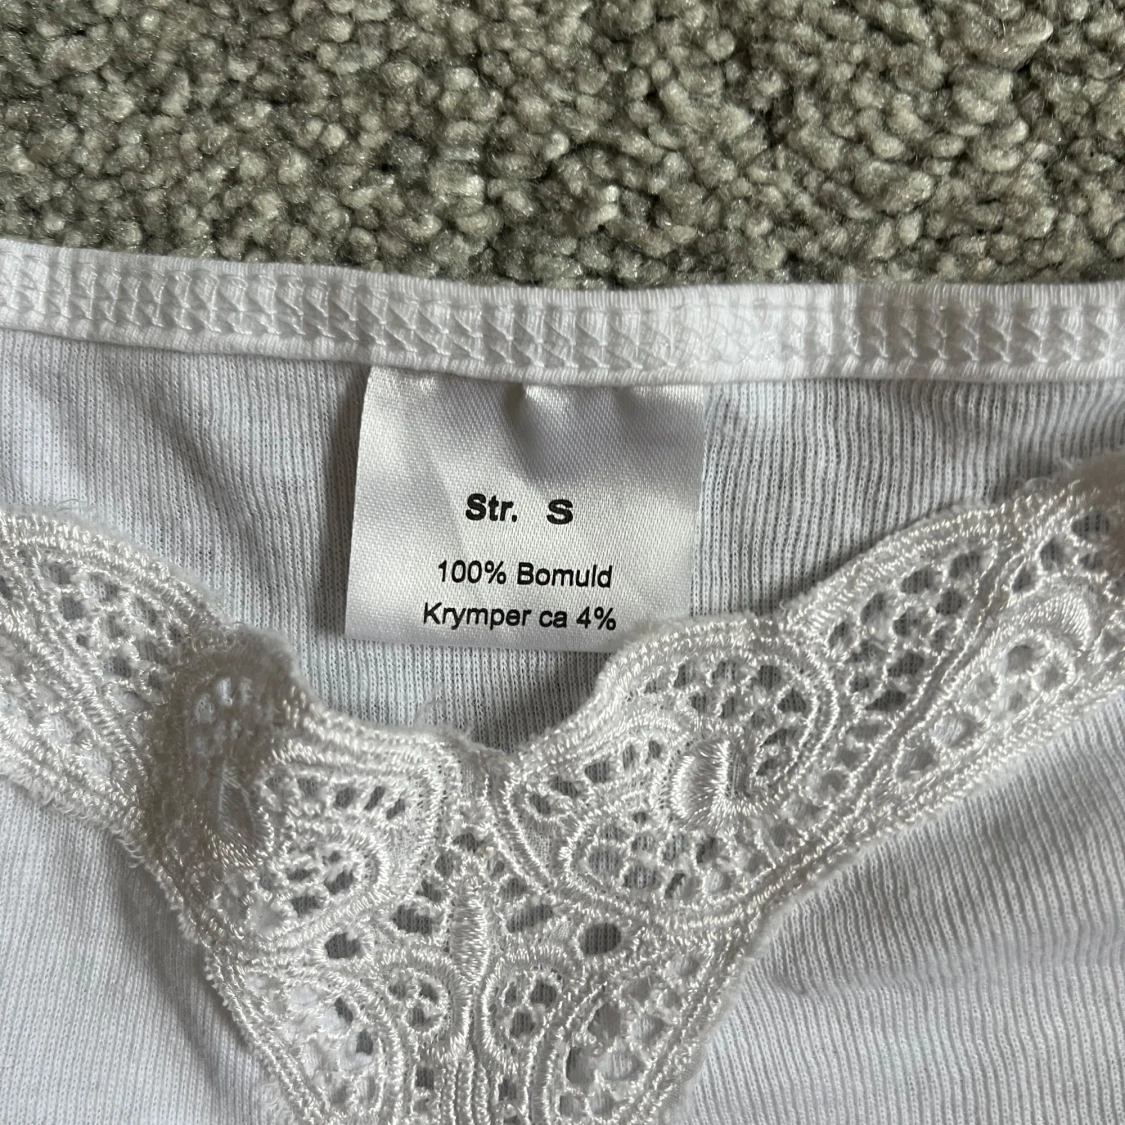 Str. S
100% Bomuld
Krymper ca 4%